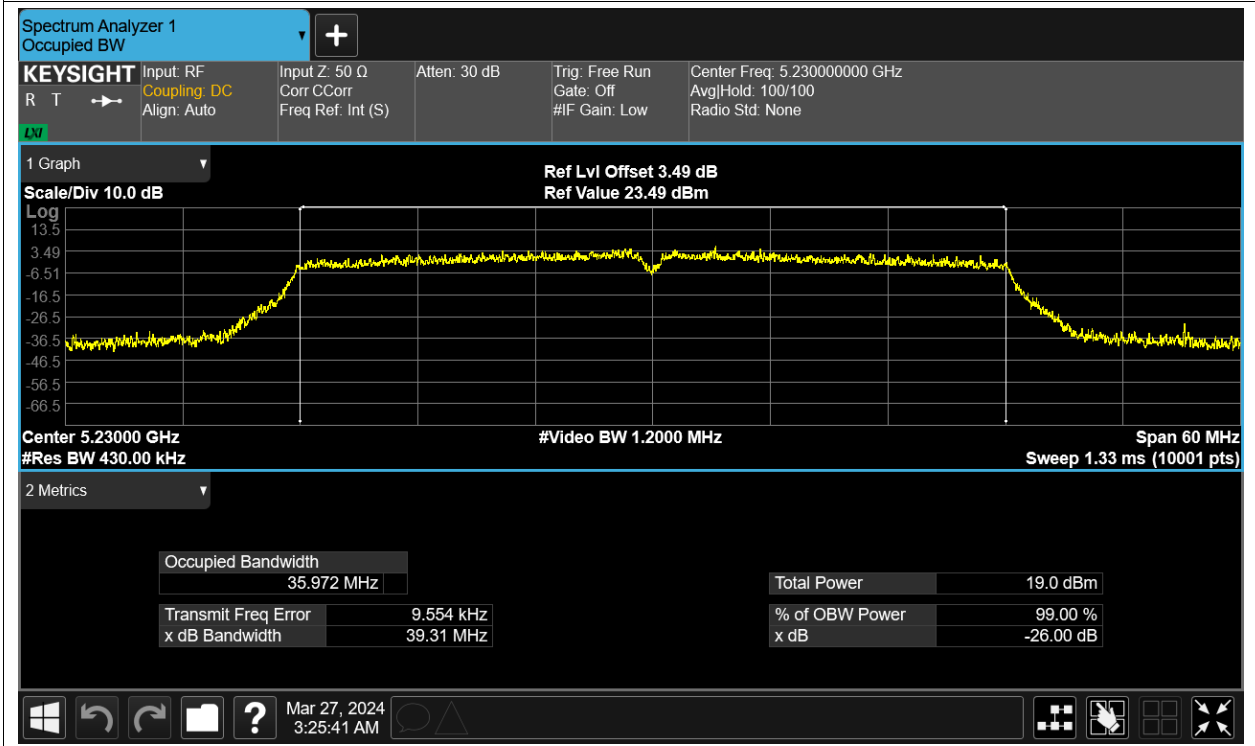 Spectrum Analyzer 1
Occupied BW
KEYSIGHT
R T
LXI
Input: RF
Coupling: DC
Align: Auto
Input Z: 50 Ω
Corr CCorr
Freq Ref: Int (S)
Atten: 30 dB
Trig: Free Run
Gate: Off
#IF Gain: Low
Center Freq: 5.230000000 GHz
Avg|Hold: 100/100
Radio Std: None
1 Graph
Scale/Div 10.0 dB
Ref Lvl Offset 3.49 dB
Ref Value 23.49 dBm
Log
13.5
3.49
-6.51
-16.5
-26.5
-36.5
-46.5
-56.5
-66.5
Center 5.23000 GHz
#Res BW 430.00 kHz
#Video BW 1.2000 MHz
Span 60 MHz
Sweep 1.33 ms (10001 pts)
2 Metrics
Occupied Bandwidth
35.972 MHz
Transmit Freq Error 9.554 kHz
x dB Bandwidth 39.31 MHz
Total Power 19.0 dBm
% of OBW Power 99.00 %
x dB -26.00 dB
?
Mar 27, 2024
3:25:41 AM